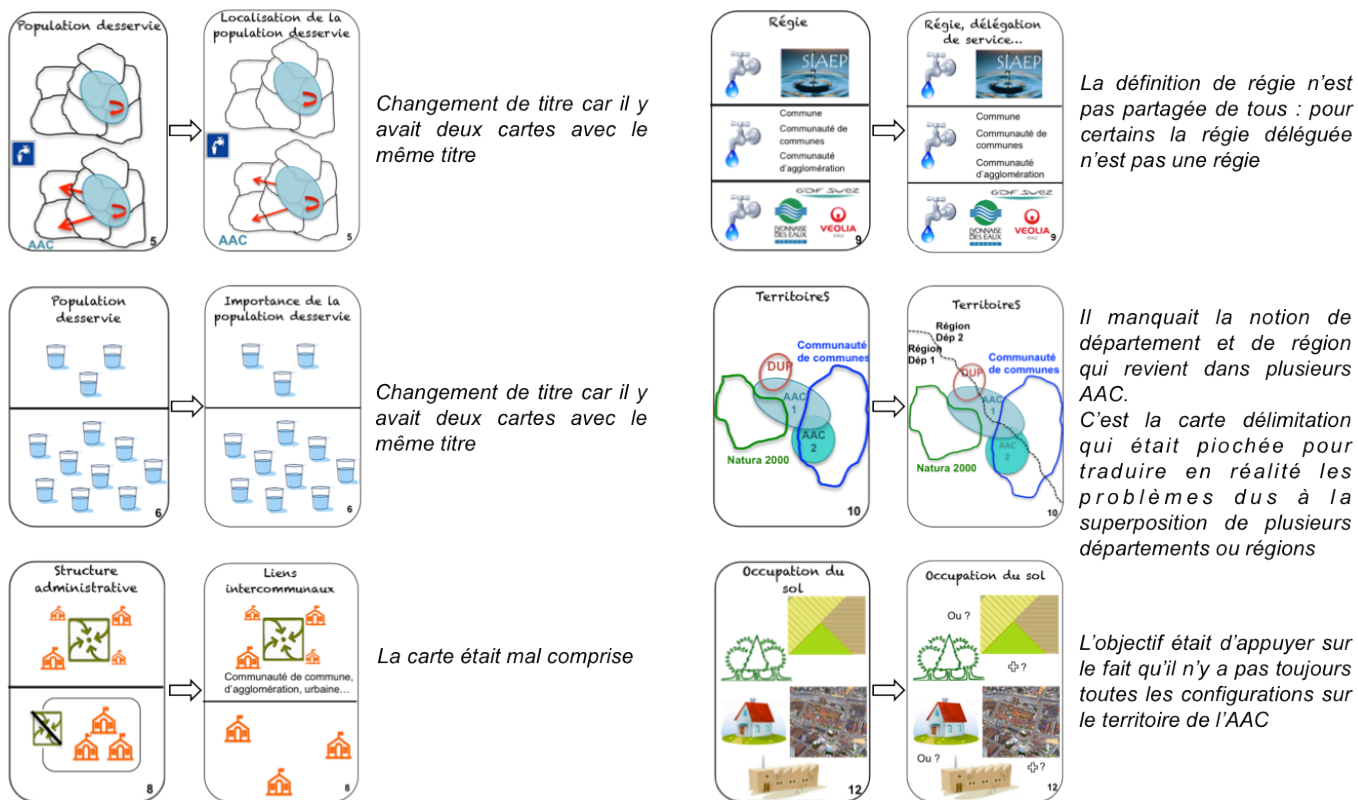 Population desservie
AAC
5
Localisation de la
population desservie
AAC
5
Changement de titre car il y
avait deux cartes avec le
même titre
Population
desservie
6
Importance de la
population desservie
6
Changement de titre car il y
avait deux cartes avec le
même titre
Structure
administrative
8
Liens
intercommunaux
Communauté de commune,
d'agglomération, urbaine...
8
La carte était mal comprise
Régie
SIAEP
Commune
Communauté de
communes
Communauté
d'agglomération
GDF SUEZ
LYONNAISE
DES EAUX
FRANCE
VEOLIA
EAU
9
Régie, délégation
de service...
SIAEP
Commune
Communauté de
communes
Communauté
d'agglomération
GDF SUEZ
LYONNAISE
DES EAUX
FRANCE
VEOLIA
EAU
9
La définition de régie n'est
pas partagée de tous : pour
certains la régie déléguée
n'est pas une régie
TerritoireS
Communauté
de communes
DUP
AAC
1
AAC
2
Natura 2000
10
TerritoireS
Région
Dép 2
Région
Dép 1
Communauté
de communes
DUP
AAC
1
AAC
2
Natura 2000
10
Il manquait la notion de
département et de région
qui revient dans plusieurs
AAC.
C'est la carte délimitation
qui était piochée pour
traduire en réalité les
problèmes dus à la
superposition de plusieurs
départements ou régions
Occupation du
sol
12
Occupation du sol
Ou ?
?
Ou ?
?
12
L'objectif était d'appuyer sur
le fait qu'il n'y a pas toujours
toutes les configurations sur
le territoire de l'AAC